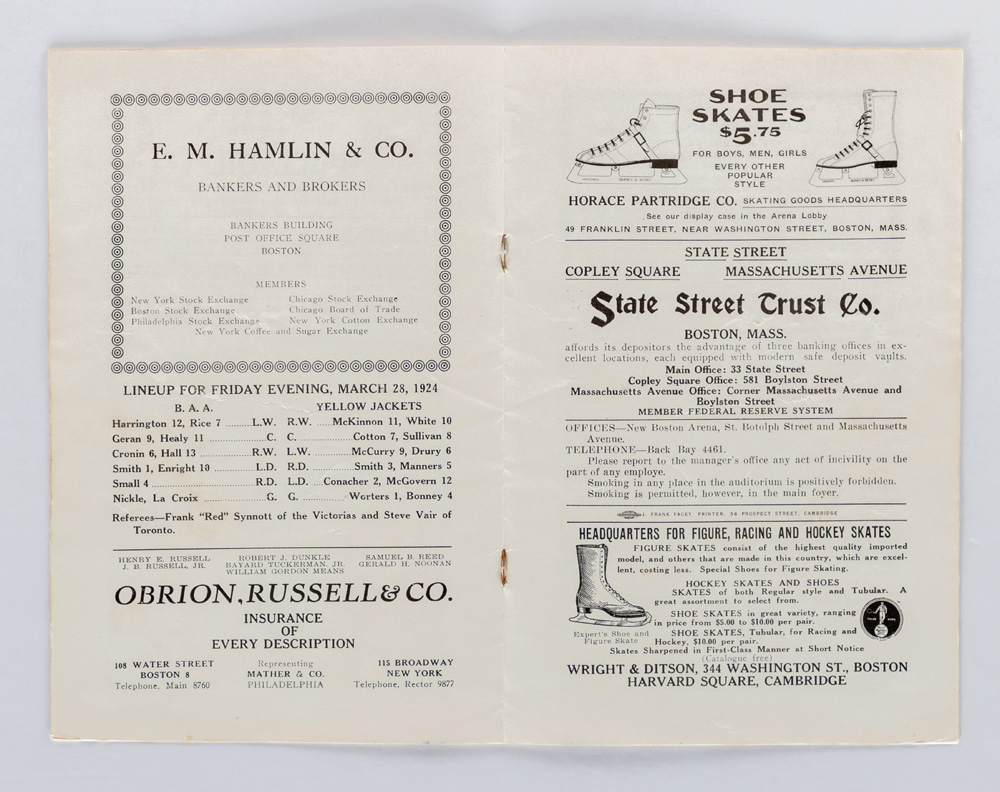 E. M. HAMLIN & CO.
BANKERS AND BROKERS
BANKERS BUILDING
POST OFFICE SQUARE
BOSTON
MEMBERS
New York Stock Exchange Chicago Stock Exchange
Boston Stock Exchange Chicago Board of Trade
Philadelphia Stock Exchange New York Cotton Exchange
New York Coffee and Sugar Exchange
LINEUP FOR FRIDAY EVENING, MARCH 28, 1924
B. A. A. YELLOW JACKETS
Harrington 12, Rice 7 ........L.W. R.W. .....McKinnon 11, White 10
Geran 9, Healy 11 ...................C. C. ..................Cotton 7, Sullivan 8
Cronin 6, Hall 13 ................R.W. L.W. ............McCurry 9, Drury 6
Smith 1, Enright 10 ............L.D. R.D. .............Smith 3, Manners 5
Small 4 ..............................R.D. L.D. ....Conacher 2, McGovern 12
Nickle, La Croix ...................G. G. .................Worters 1, Bonney 4
Referees—Frank "Red" Synnott of the Victorias and Steve Vair of
Toronto.
HENRY E. RUSSELL ROBERT J. DUNKLE SAMUEL B. REED
J. B. RUSSELL, JR. BAYARD TUCKERMAN, JR. GERALD H. NOONAN
WILLIAM GORDON MEANS
OBRION, RUSSELL & CO.
INSURANCE
OF
EVERY DESCRIPTION
108 WATER STREET Representing 115 BROADWAY
BOSTON 8 MATHER & CO. NEW YORK
Telephone, Main 8760 PHILADELPHIA Telephone, Rector 9877
SHOE
SKATES
$5.75
FOR BOYS, MEN, GIRLS
EVERY OTHER
POPULAR
STYLE
HORACE PARTRIDGE CO. SKATING GOODS HEADQUARTERS
See our display case in the Arena Lobby
49 FRANKLIN STREET, NEAR WASHINGTON STREET, BOSTON, MASS.
STATE STREET
COPLEY SQUARE MASSACHUSETTS AVENUE
State Street Trust Co.
BOSTON, MASS.
affords its depositors the advantage of three banking offices in ex-
cellent locations, each equipped with modern safe deposit vaults.
Main Office: 33 State Street
Copley Square Office: 581 Boylston Street
Massachusetts Avenue Office: Corner Massachusetts Avenue and
Boylston Street
MEMBER FEDERAL RESERVE SYSTEM
OFFICES—New Boston Arena, St. Botolph Street and Massachusetts
Avenue.
TELEPHONE—Back Bay 4461.
Please report to the manager's office any act of incivility on the
part of any employe.
Smoking in any place in the auditorium is positively forbidden.
Smoking is permitted, however, in the main foyer.
FRANK FACEY, PRINTER, 36 PROSPECT STREET, CAMBRIDGE
HEADQUARTERS FOR FIGURE, RACING AND HOCKEY SKATES
FIGURE SKATES consist of the highest quality imported
model, and others that are made in this country, which are excel-
lent, costing less. Special Shoes for Figure Skating.
HOCKEY SKATES AND SHOES
SKATES of both Regular style and Tubular. A
great assortment to select from.
SHOE SKATES in great variety, ranging
in price from $5.00 to $10.00 per pair.
Expert's Shoe and
Figure Skate
SHOE SKATES, Tubular, for Racing and
Hockey, $10.00 per pair.
Skates Sharpened in First-Class Manner at Short Notice
(Catalogue free)
WRIGHT & DITSON, 344 WASHINGTON ST., BOSTON
HARVARD SQUARE, CAMBRIDGE